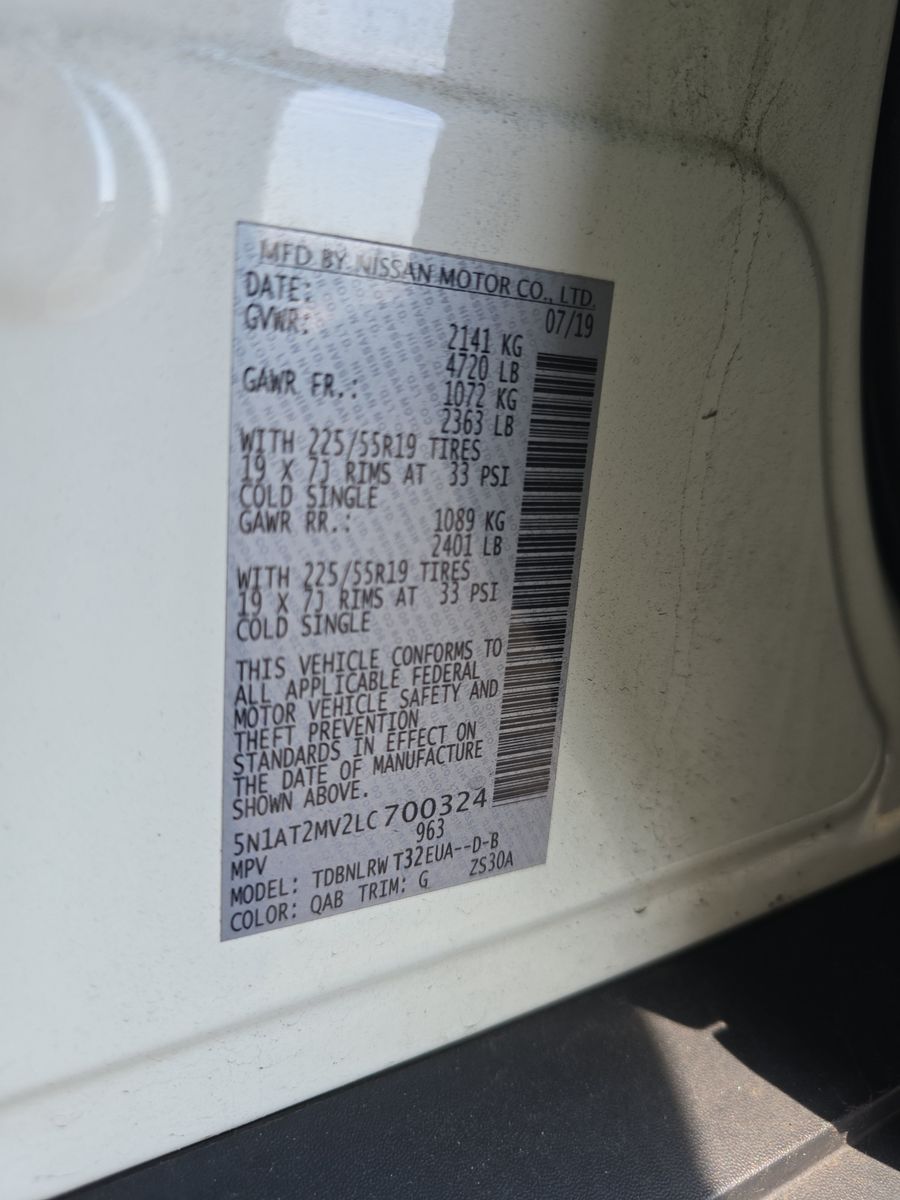 MFD BY: NISSAN MOTOR CO., LTD.
DATE: 07/19
GVWR: 2141 KG
4720 LB
GAWR FR.: 1072 KG
2363 LB
WITH 225/55R19 TIRES
19 X 7J RIMS AT 33 PSI
COLD SINGLE
GAWR RR.: 1089 KG
2401 LB
WITH 225/55R19 TIRES
19 X 7J RIMS AT 33 PSI
COLD SINGLE
THIS VEHICLE CONFORMS TO
ALL APPLICABLE FEDERAL
MOTOR VEHICLE SAFETY AND
THEFT PREVENTION
STANDARDS IN EFFECT ON
THE DATE OF MANUFACTURE
SHOWN ABOVE.
5N1AT2MV2LC700324
MPV 963
MODEL: TDBNLRW T32EUA--D-B
COLOR: QAB TRIM: G ZS30A